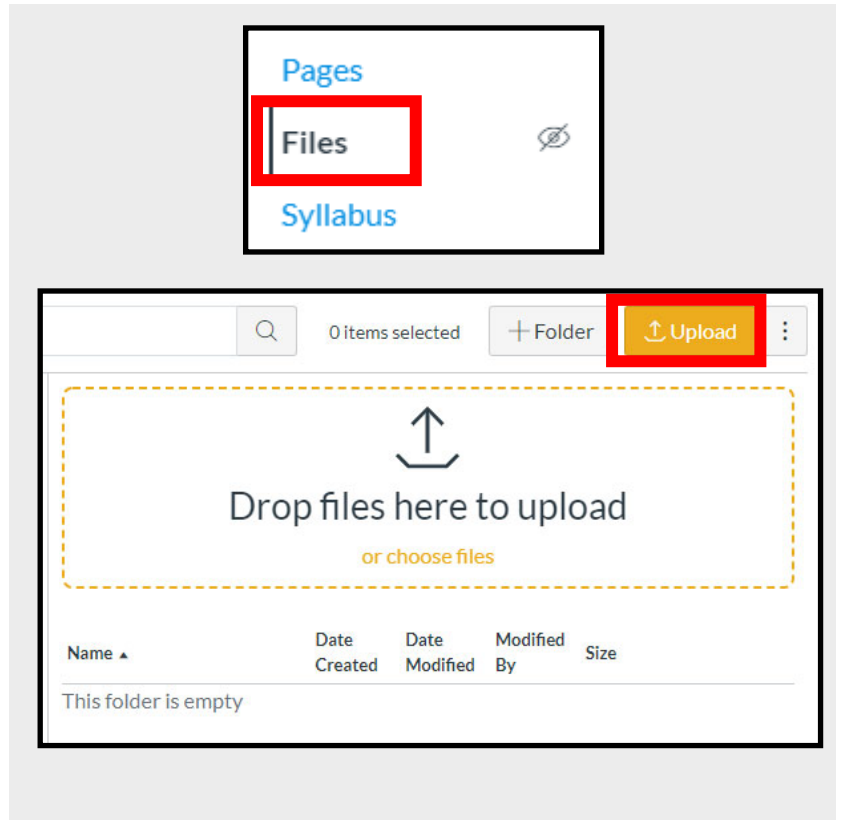 Pages
Files
Syllabus
0 items selected
Folder
Upload
Drop files here to upload
or choose files
Name
Date Created
Date Modified
Modified By
Size
This folder is empty